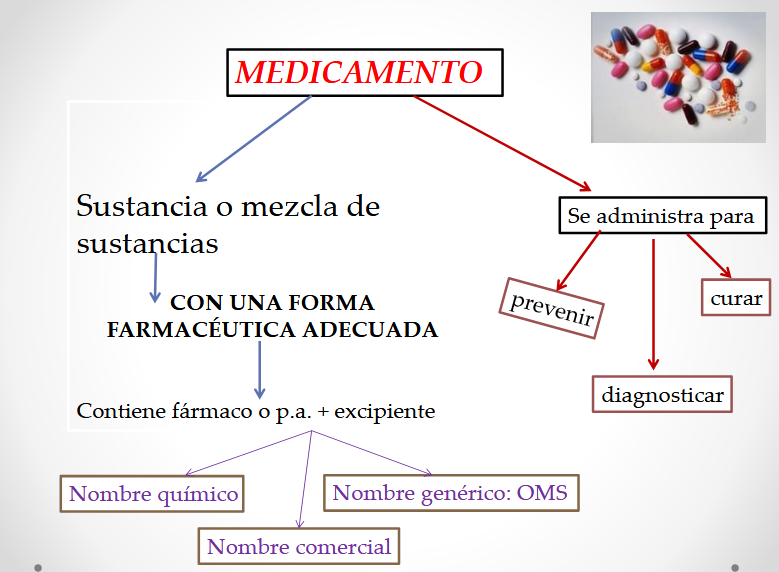 MEDICAMENTO
Sustancia o mezcla de
sustancias
CON UNA FORMA
FARMACÉUTICA ADECUADA
Contiene fármaco o p.a. + excipiente
Nombre químico
Nombre comercial
Nombre genérico: OMS
Se administra para
prevenir
diagnosticar
curar